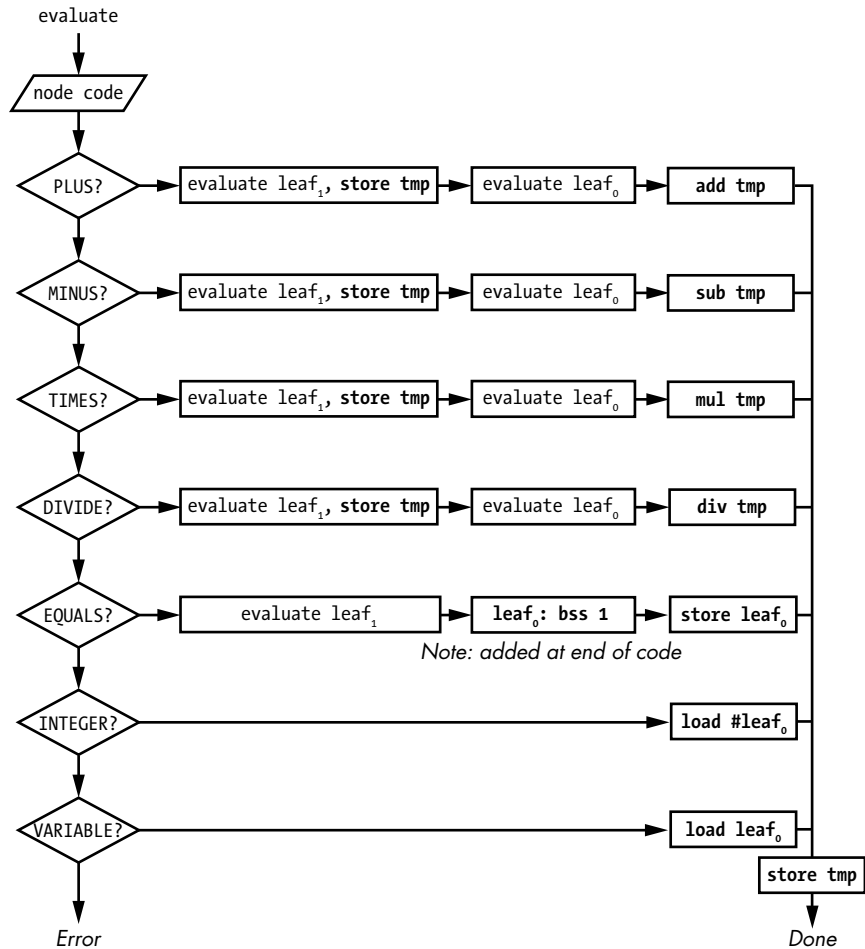 evaluate
node code
PLUS? evaluate leaf₁, store tmp evaluate leaf₀ add tmp
MINUS? evaluate leaf₁, store tmp evaluate leaf₀ sub tmp
TIMES? evaluate leaf₁, store tmp evaluate leaf₀ mul tmp
DIVIDE? evaluate leaf₁, store tmp evaluate leaf₀ div tmp
EQUALS? evaluate leaf₁ leaf₀: bss 1 store leaf₀
Note: added at end of code
INTEGER? load #leaf₀
VARIABLE? load leaf₀
store tmp
Error Done